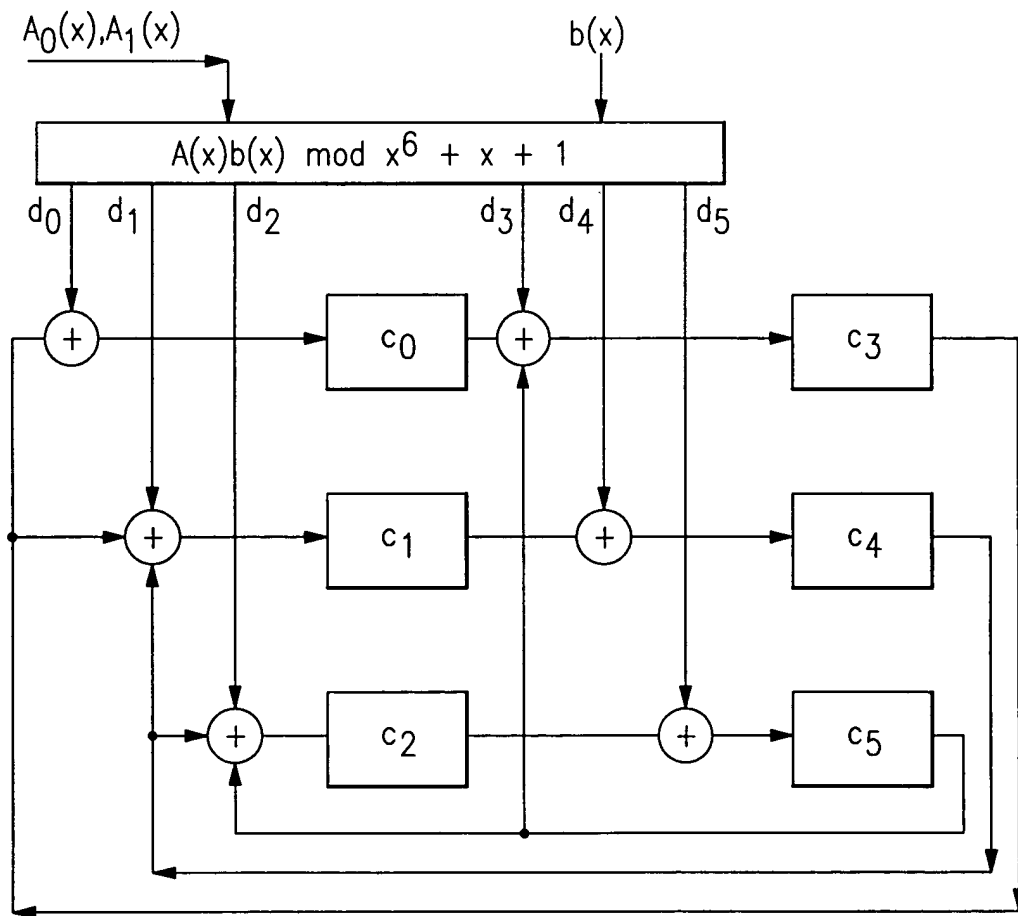 A₀(x),A₁(x)
b(x)
A(x)b(x) mod x⁶ + x + 1
d₀ d₁ d₂ d₃ d₄ d₅
+ c₀ + c₃
+ c₁ + c₄
+ c₂ + c₅